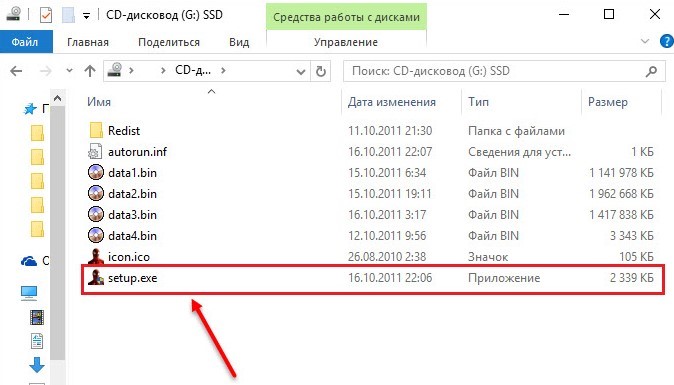 CD-дисковод (G:) SSD
Средства работы с дисками
Файл Главная Поделиться Вид Управление
CD-д...
Поиск: CD-дисковод (G:) SSD
Имя Дата изменения Тип Размер
Redist 11.10.2011 21:30 Папка с файлами
autorun.inf 16.10.2011 22:07 Сведения для уст... 1 КБ
data1.bin 15.10.2011 6:34 Файл BIN 1 141 978 КБ
data2.bin 15.10.2011 19:11 Файл BIN 1 962 668 КБ
data3.bin 16.10.2011 3:17 Файл BIN 1 417 838 КБ
data4.bin 12.10.2011 9:56 Файл BIN 3 343 КБ
icon.ico 26.08.2010 2:38 Значок 105 КБ
setup.exe 16.10.2011 22:06 Приложение 2 339 КБ